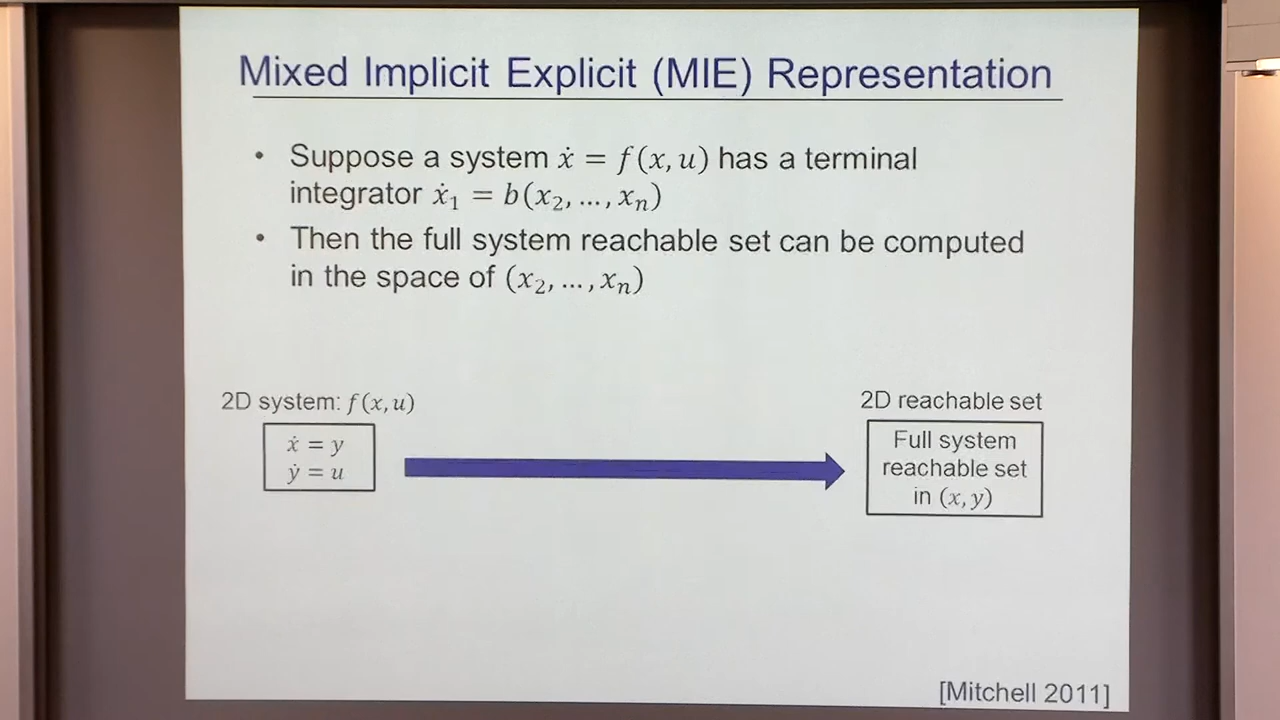 Mixed Implicit Explicit (MIE) Representation
• Suppose a system ẋ = f(x, u) has a terminal
integrator ẋ₁ = b(x₂, ..., xₙ)
• Then the full system reachable set can be computed
in the space of (x₂, ..., xₙ)
2D system: f(x, u)
ẋ = y
ẏ = u
2D reachable set
Full system
reachable set
in (x, y)
[Mitchell 2011]